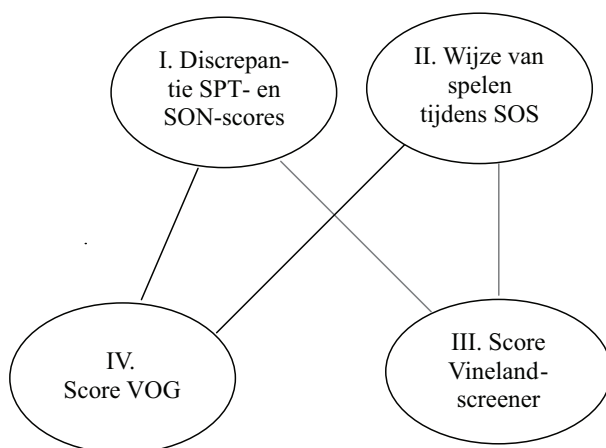 I. Discrepan-
tie SPT- en
SON-scores
II. Wijze van
spelen
tijdens SOS
IV.
Score VOG
III. Score
Vineland-
screener